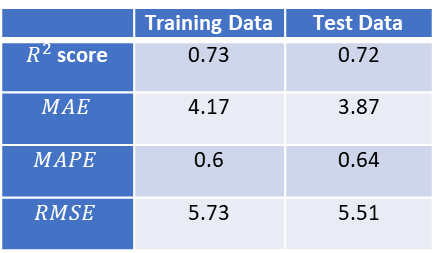 Training Data Test Data
R² score 0.73 0.72
MAE 4.17 3.87
MAPE 0.6 0.64
RMSE 5.73 5.51